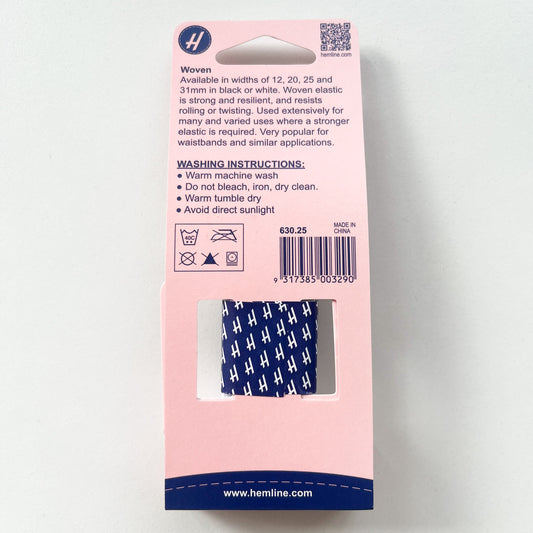 H
hemline.com
Woven
Available in widths of 12, 20, 25 and
31mm in black or white. Woven elastic
is strong and resilient, and resists
rolling or twisting. Used extensively for
many and varied uses where a stronger
elastic is required. Very popular for
waistbands and similar applications.
WASHING INSTRUCTIONS:
• Warm machine wash
• Do not bleach, iron, dry clean.
• Warm tumble dry
• Avoid direct sunlight
40C
630.25
MADE IN
CHINA
9 317385 003290
H H H H H
www.hemline.com